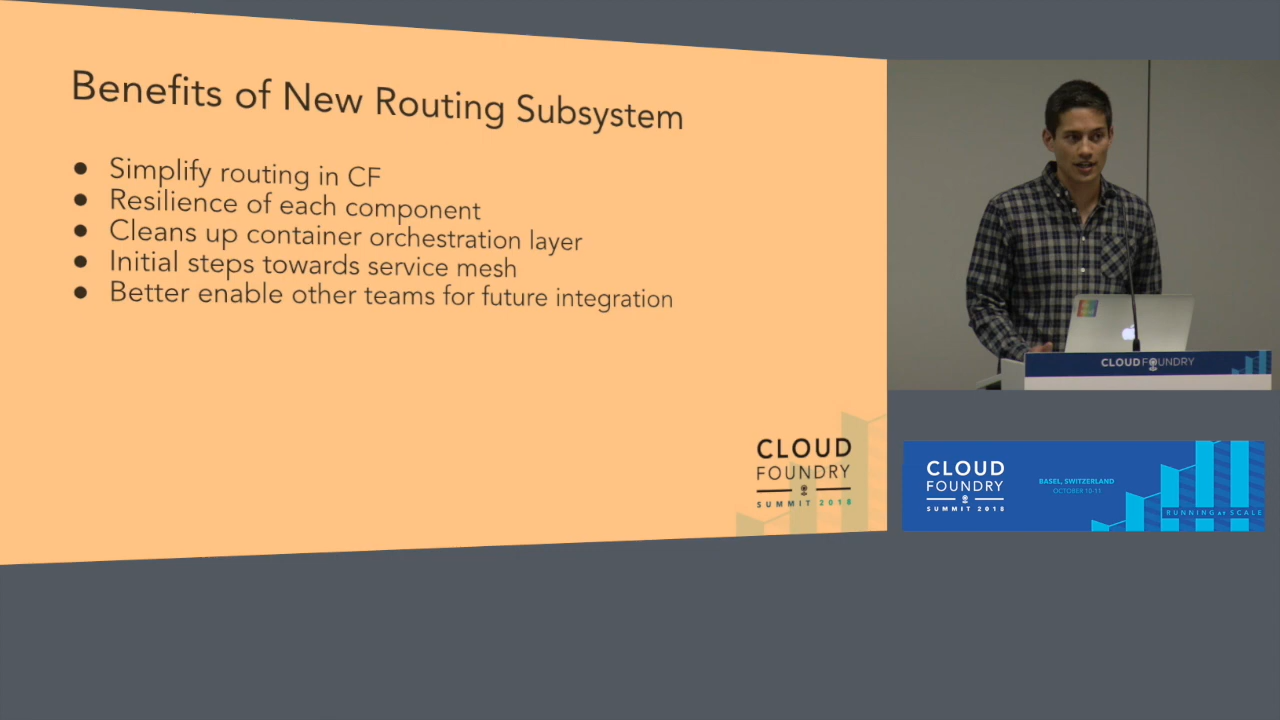 Benefits of New Routing Subsystem
● Simplify routing in CF
● Resilience of each component
● Cleans up container orchestration layer
● Initial steps towards service mesh
● Better enable other teams for future integration
CLOUD
FOUNDRY
SUMMIT 2018
CLOUD FOUNDRY
CLOUD
FOUNDRY
SUMMIT 2018
BASEL, SWITZERLAND
OCTOBER 10-11
RUNNING at SCALE